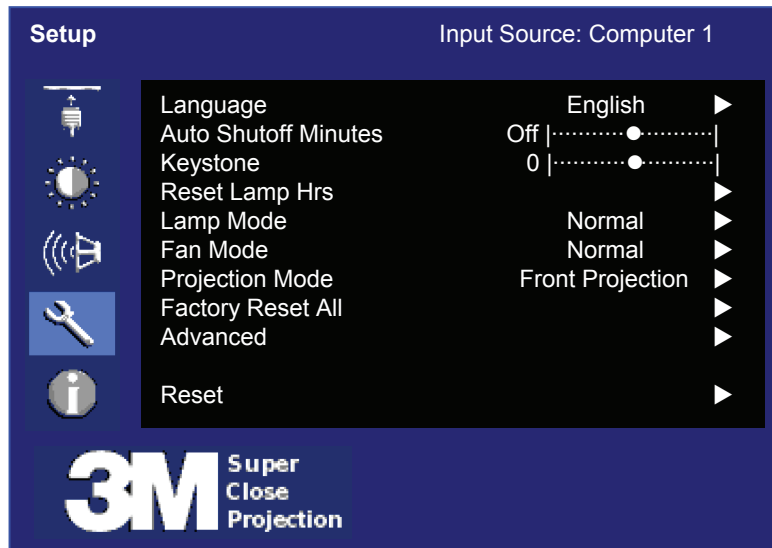 Setup Input Source: Computer 1
Language English
Auto Shutoff Minutes Off
Keystone 0
Reset Lamp Hrs
Lamp Mode Normal
Fan Mode Normal
Projection Mode Front Projection
Factory Reset All
Advanced
Reset
3M Super
Close
Projection